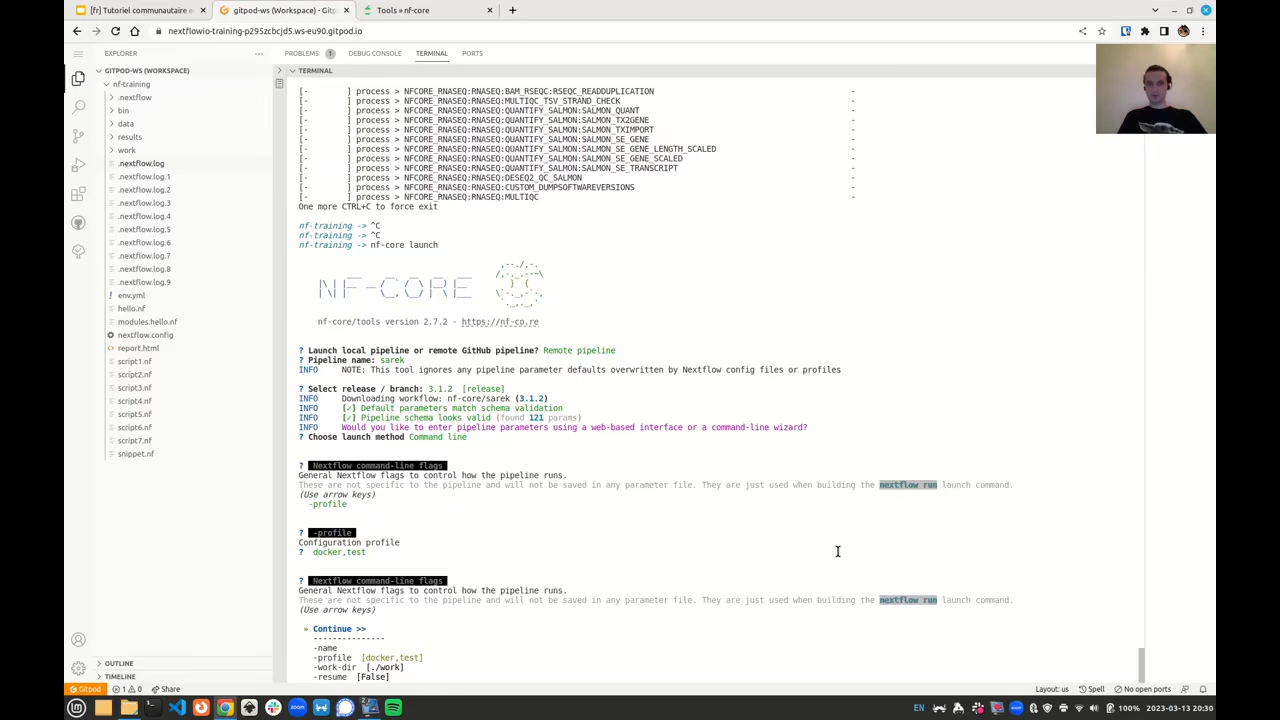 [fr] Tutoriel communautaire e
gitpod-ws (Workspace) - Gitp
Tools » nf-core
nextflowio-training-p295zcbcjd5.ws-eu90.gitpod.io
EXPLORER
GITPOD-WS (WORKSPACE)
nf-training
.nextflow
bin
data
results
work
.nextflow.log
.nextflow.log.1
.nextflow.log.2
.nextflow.log.3
.nextflow.log.4
.nextflow.log.5
.nextflow.log.6
.nextflow.log.7
.nextflow.log.8
.nextflow.log.9
env.yml
hello.nf
modules.hello.nf
nextflow.config
report.html
script1.nf
script2.nf
script3.nf
script4.nf
script5.nf
script6.nf
script7.nf
snippet.nf
OUTLINE
TIMELINE
PROBLEMS 1 DEBUG CONSOLE TERMINAL PORTS
TERMINAL
[- ] process > NFCORE_RNASEQ:RNASEQ:BAM_RSEQC:RSEQC_READDUPLICATION -
[- ] process > NFCORE_RNASEQ:RNASEQ:MULTIQC_TSV_STRAND_CHECK -
[- ] process > NFCORE_RNASEQ:RNASEQ:QUANTIFY_SALMON:SALMON_QUANT -
[- ] process > NFCORE_RNASEQ:RNASEQ:QUANTIFY_SALMON:SALMON_TX2GENE -
[- ] process > NFCORE_RNASEQ:RNASEQ:QUANTIFY_SALMON:SALMON_TXIMPORT -
[- ] process > NFCORE_RNASEQ:RNASEQ:QUANTIFY_SALMON:SALMON_SE_GENE -
[- ] process > NFCORE_RNASEQ:RNASEQ:QUANTIFY_SALMON:SALMON_SE_GENE_LENGTH_SCALED -
[- ] process > NFCORE_RNASEQ:RNASEQ:QUANTIFY_SALMON:SALMON_SE_GENE_SCALED -
[- ] process > NFCORE_RNASEQ:RNASEQ:QUANTIFY_SALMON:SALMON_SE_TRANSCRIPT -
[- ] process > NFCORE_RNASEQ:RNASEQ:DESEQ2_QC_SALMON -
[- ] process > NFCORE_RNASEQ:RNASEQ:CUSTOM_DUMPSOFTWAREVERSIONS -
[- ] process > NFCORE_RNASEQ:RNASEQ:MULTIQC -
One more CTRL+C to force exit
nf-training -> ^C
nf-training -> ^C
nf-training -> nf-core launch
nf-core/tools version 2.7.2 - https://nf-co.re
? Launch local pipeline or remote GitHub pipeline? Remote pipeline
? Pipeline name: sarek
INFO NOTE: This tool ignores any pipeline parameter defaults overwritten by Nextflow config files or profiles
? Select release / branch: 3.1.2 [release]
INFO Downloading workflow: nf-core/sarek (3.1.2)
INFO [✓] Default parameters match schema validation
INFO [✓] Pipeline schema looks valid (found 121 params)
INFO Would you like to enter pipeline parameters using a web-based interface or a command-line wizard?
? Choose launch method Command line
? Nextflow command-line flags
General Nextflow flags to control how the pipeline runs.
These are not specific to the pipeline and will not be saved in any parameter file. They are just used when building the nextflow run launch command.
(Use arrow keys)
-profile
? -profile
Configuration profile
? docker,test
? Nextflow command-line flags
General Nextflow flags to control how the pipeline runs.
These are not specific to the pipeline and will not be saved in any parameter file. They are just used when building the nextflow run launch command.
(Use arrow keys)
» Continue >>
---------------
-name
-profile [docker,test]
-work-dir [./work]
-resume [False]
Gitpod 1 0 Share
Layout: us Spell No open ports
EN 100% 2023-03-13 20:30